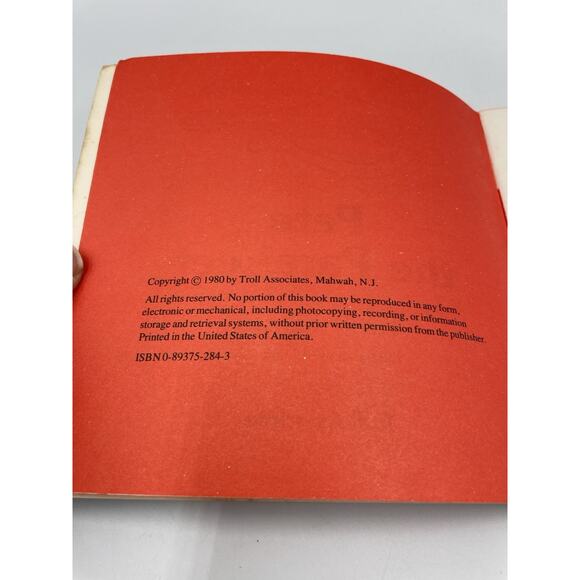 Copyright © 1980 by Troll Associates, Mahwah, N.J.
All rights reserved. No portion of this book may be reproduced in any form,
electronic or mechanical, including photocopying, recording, or information
storage and retrieval systems, without prior written permission from the publisher.
Printed in the United States of America.
ISBN 0-89375-284-3